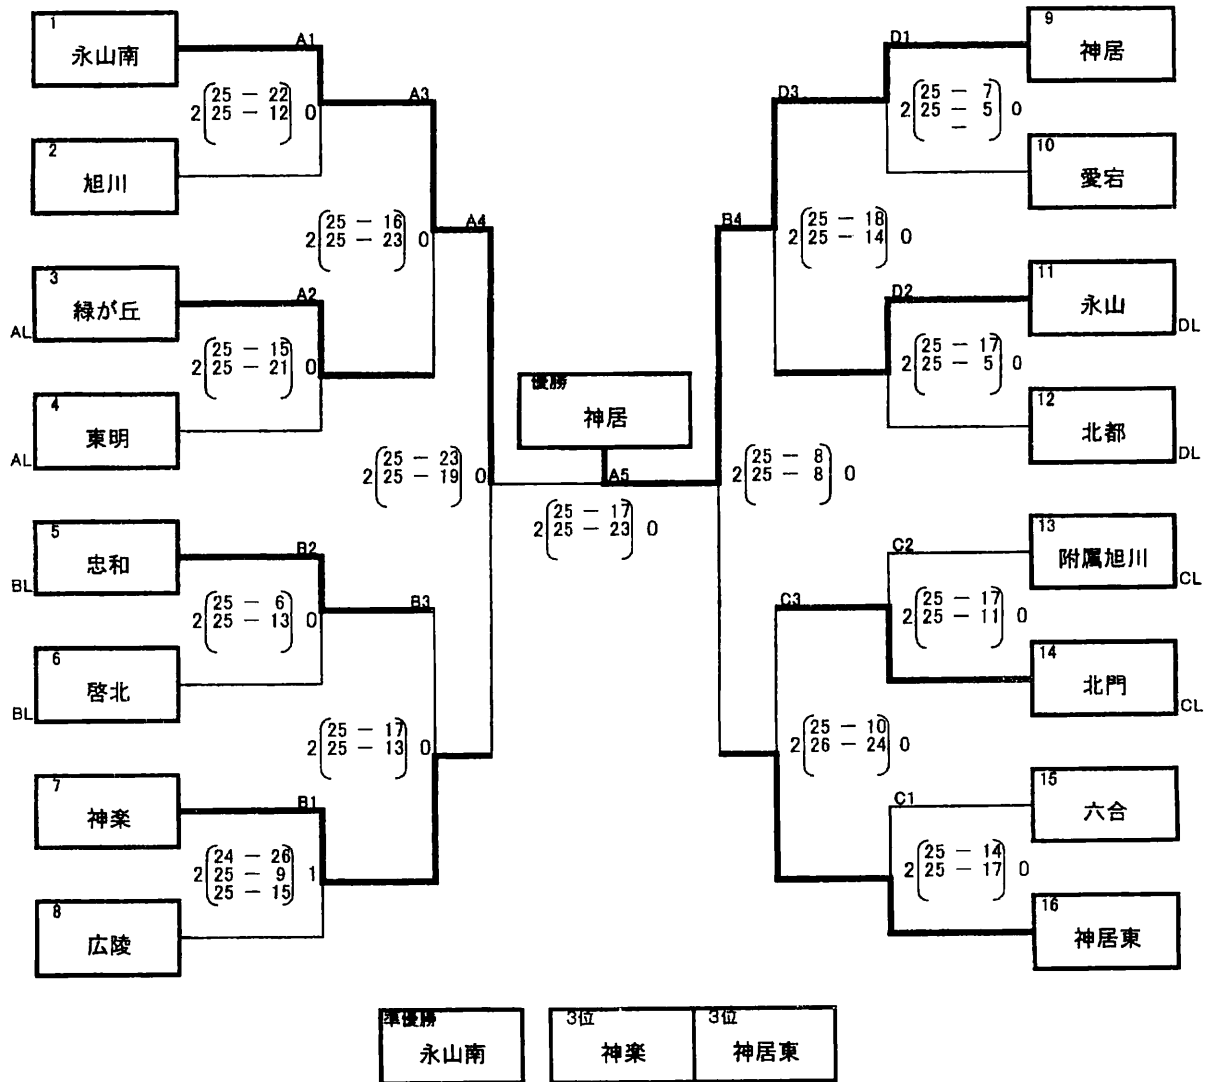 1
永山南
A1
2 25 - 22 0
25 - 12
2
旭川
A3
2 25 - 16 0
25 - 23
3
緑が丘
AL
A2
2 25 - 15 0
25 - 21
4
東明
AL
A4
2 25 - 23 0
25 - 19
5
忠和
BL
B2
2 25 - 6 0
25 - 13
6
啓北
BL
B3
2 25 - 17 0
25 - 13
7
神楽
B1
2 24 - 26 1
25 - 9
25 - 15
8
広陵
優勝
神居
A5
2 25 - 17 0
25 - 23
9
神居
D1
2 25 - 7 0
25 - 5
-
10
愛宕
D3
2 25 - 18 0
25 - 14
11
永山
DL
D2
2 25 - 17 0
25 - 5
12
北都
DL
B4
2 25 - 8 0
25 - 8
13
附属旭川
CL
C2
2 25 - 17 0
25 - 11
14
北門
CL
C3
2 25 - 10 0
26 - 24
15
六合
C1
2 25 - 14 0
25 - 17
16
神居東
準優勝
永山南
3位
神楽
3位
神居東